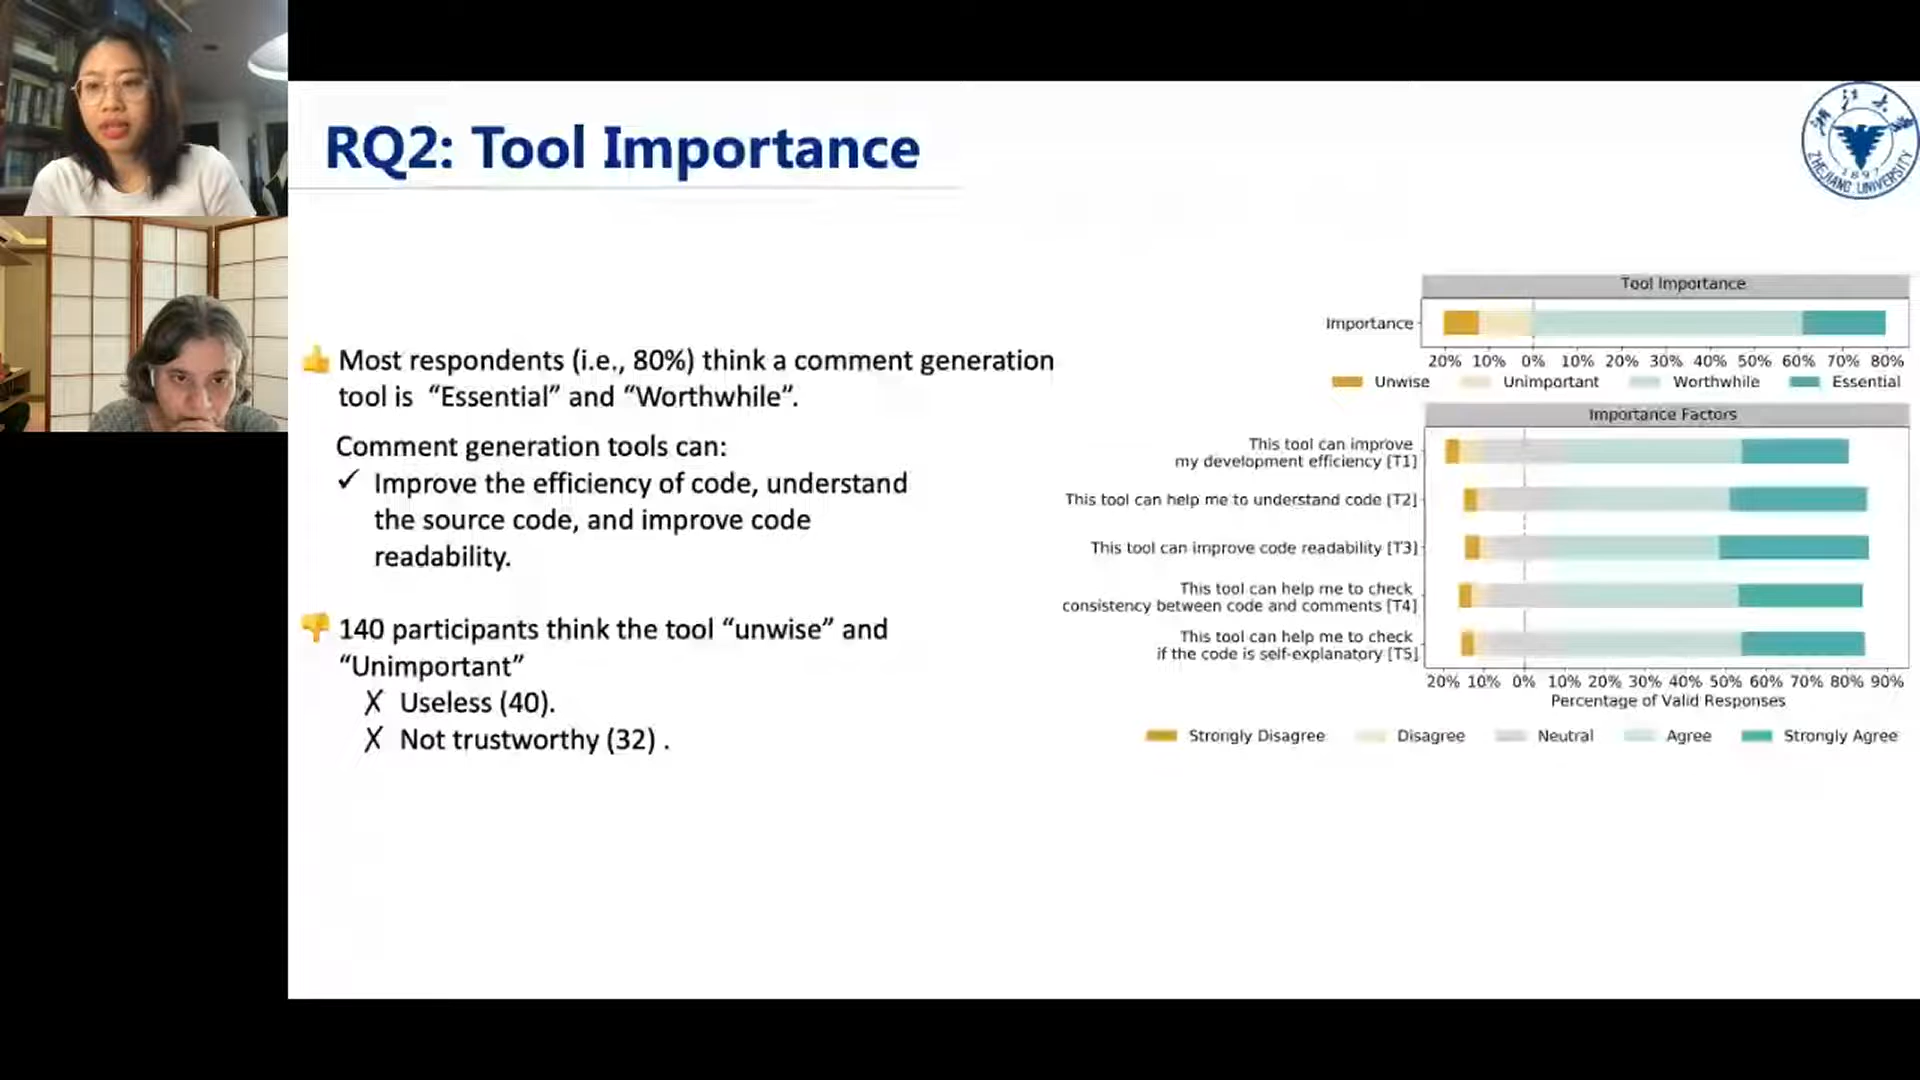 RQ2: Tool Importance
浙江大學
ZHEJIANG UNIVERSITY
1897
Most respondents (i.e., 80%) think a comment generation
tool is “Essential” and “Worthwhile”.
Comment generation tools can:
✓ Improve the efficiency of code, understand
the source code, and improve code
readability.
140 participants think the tool “unwise” and
“Unimportant”
✗ Useless (40).
✗ Not trustworthy (32) .
Tool Importance
Importance
20% 10% 0% 10% 20% 30% 40% 50% 60% 70% 80%
Unwise Unimportant Worthwhile Essential
Importance Factors
This tool can improve
my development efficiency [T1]
This tool can help me to understand code [T2]
This tool can improve code readability [T3]
This tool can help me to check
consistency between code and comments [T4]
This tool can help me to check
if the code is self-explanatory [T5]
20% 10% 0% 10% 20% 30% 40% 50% 60% 70% 80% 90%
Percentage of Valid Responses
Strongly Disagree Disagree Neutral Agree Strongly Agree